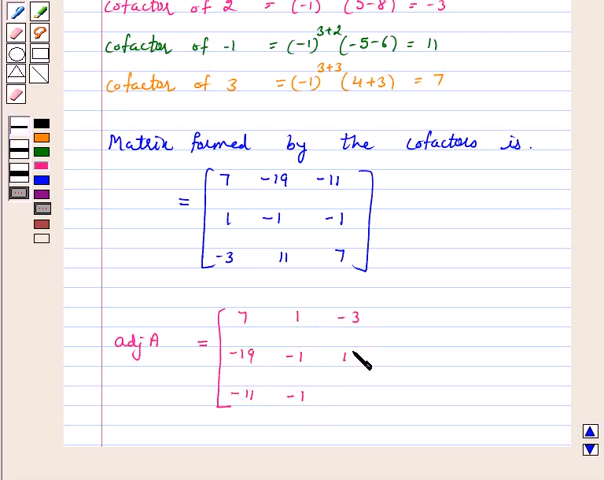 cofactor of 2 = (-1) (5-8) = -3
cofactor of -1 = (-1)^3+2 (-5-6) = 11
cofactor of 3 = (-1)^3+3 (4+3) = 7
Matrix formed by the cofactors is.
= [ 7 -19 -11
1 -1 -1
-3 11 7 ]
adj A = [ 7 1 -3
-19 -1 1
-11 -1